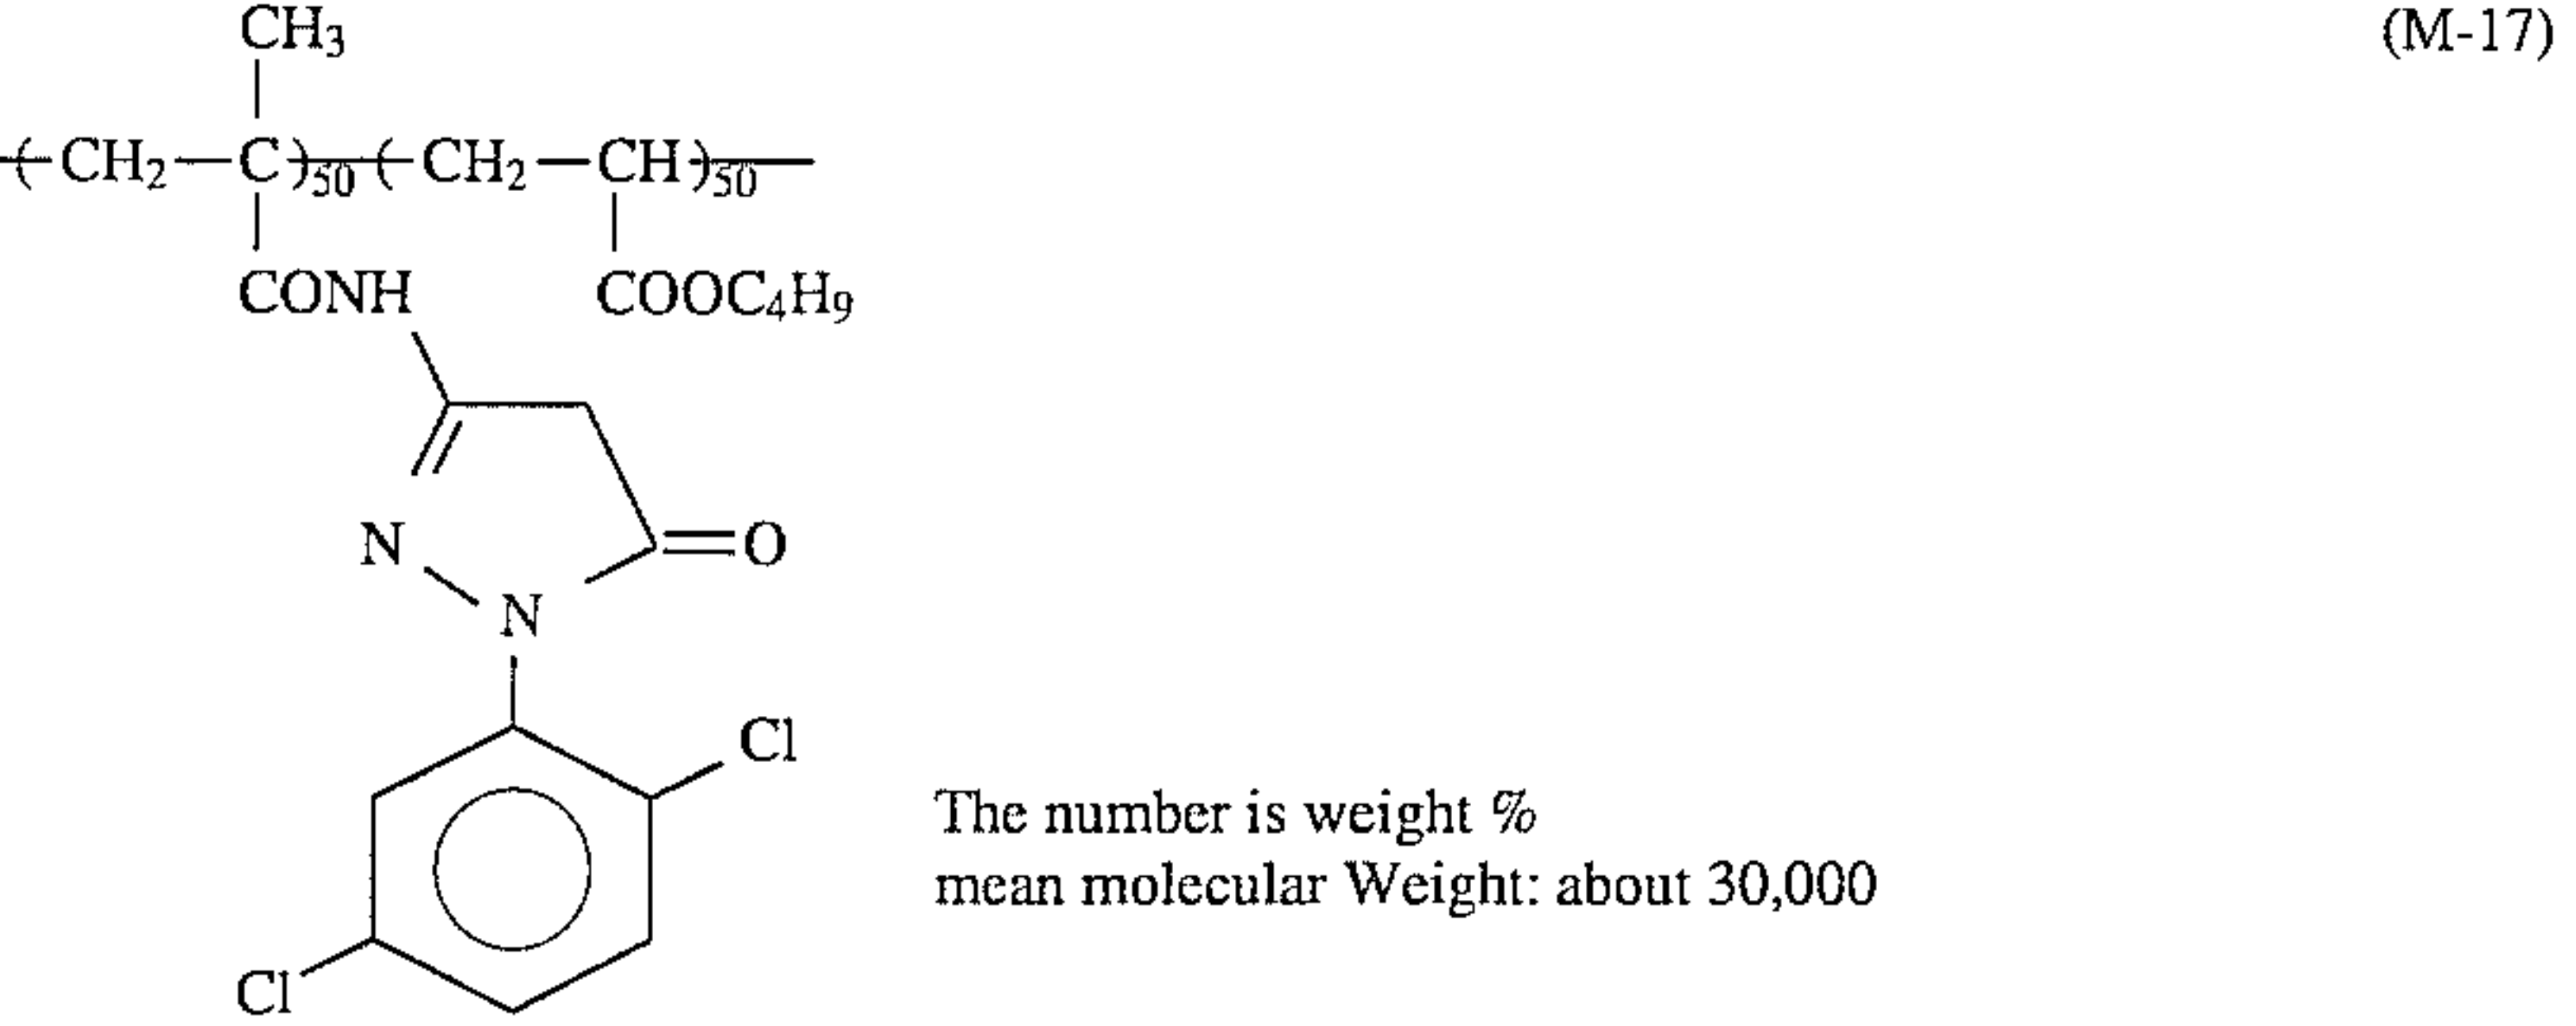 CH₃
(M-17)
-(CH₂—C)₅₀-(CH₂—CH)₅₀-
CONH
COOC₄H₉
N
O
N
Cl
The number is weight %
mean molecular Weight: about 30,000
Cl